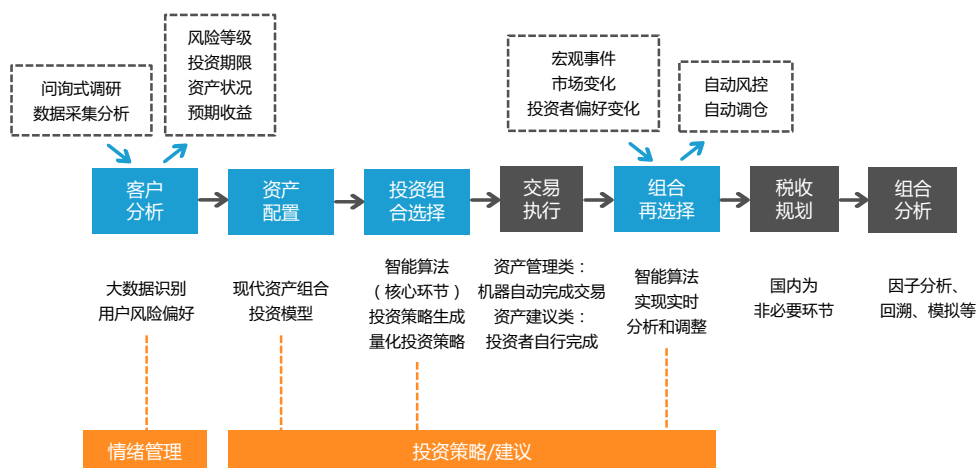 问询式调研
数据采集分析
风险等级
投资期限
资产状况
预期收益
宏观事件
市场变化
投资者偏好变化
自动风控
自动调仓
客户
分析
资产
配置
投资组
合选择
交易
执行
组合
再选择
税收
规划
组合
分析
大数据识别
用户风险偏好
现代资产组合
投资模型
智能算法
（核心环节）
投资策略生成
量化投资策略
资产管理类：
机器自动完成交易
资产建议类：
投资者自行完成
智能算法
实现实时
分析和调整
国内为
非必要环节
因子分析、
回溯、模拟等
情绪管理
投资策略/建议